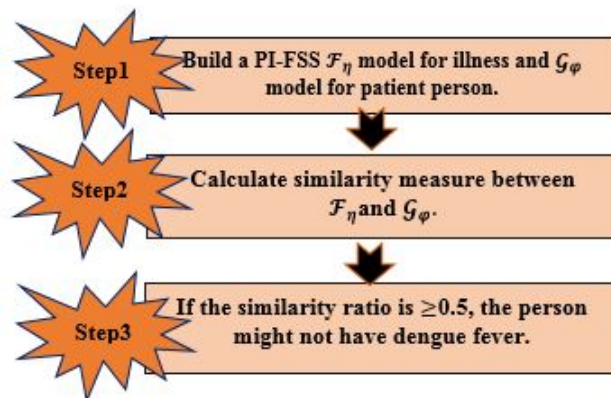 Step1
Build a PI-FSS ℱη model for illness and 𝒢φ
model for patient person.
Step2
Calculate similarity measure between
ℱη and 𝒢φ.
Step3
If the similarity ratio is ≥0.5, the person
might not have dengue fever.